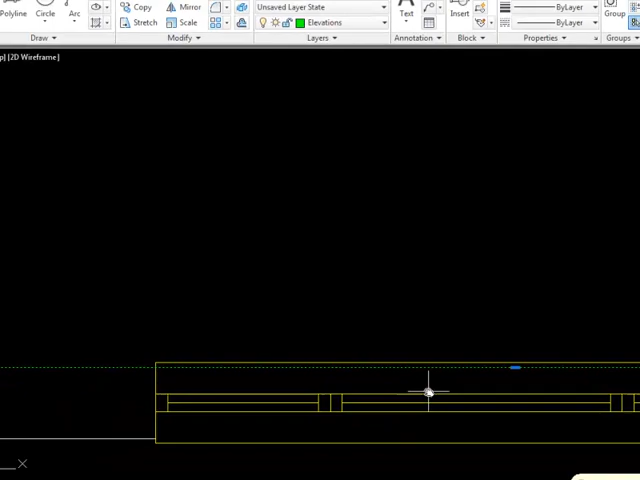 Polyline Circle Arc
Copy Mirror
Stretch Scale
Unsaved Layer State
Elevations
Text
Insert
ByLayer
ByLayer
Group
Draw Modify Layers Annotation Block Properties Groups
p][2D Wireframe]